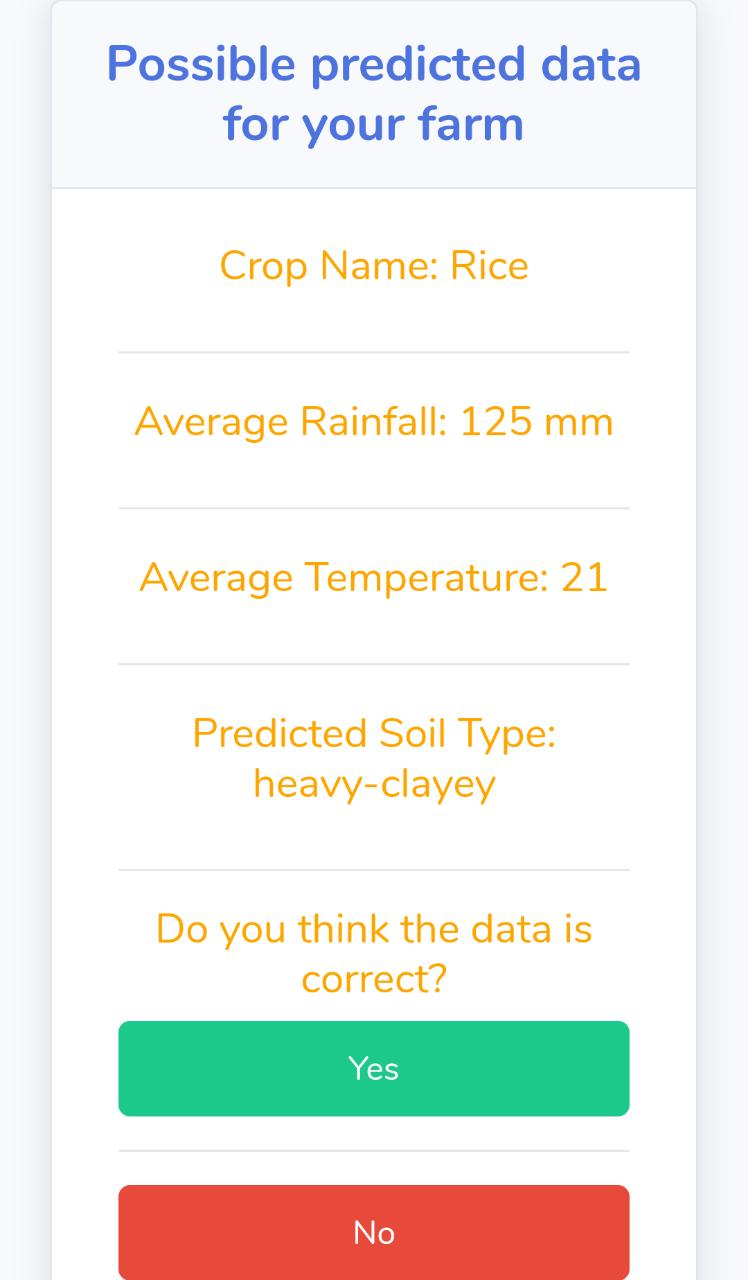 Possible predicted data
for your farm
Crop Name: Rice
Average Rainfall: 125 mm
Average Temperature: 21
Predicted Soil Type:
heavy-clayey
Do you think the data is
correct?
Yes
No